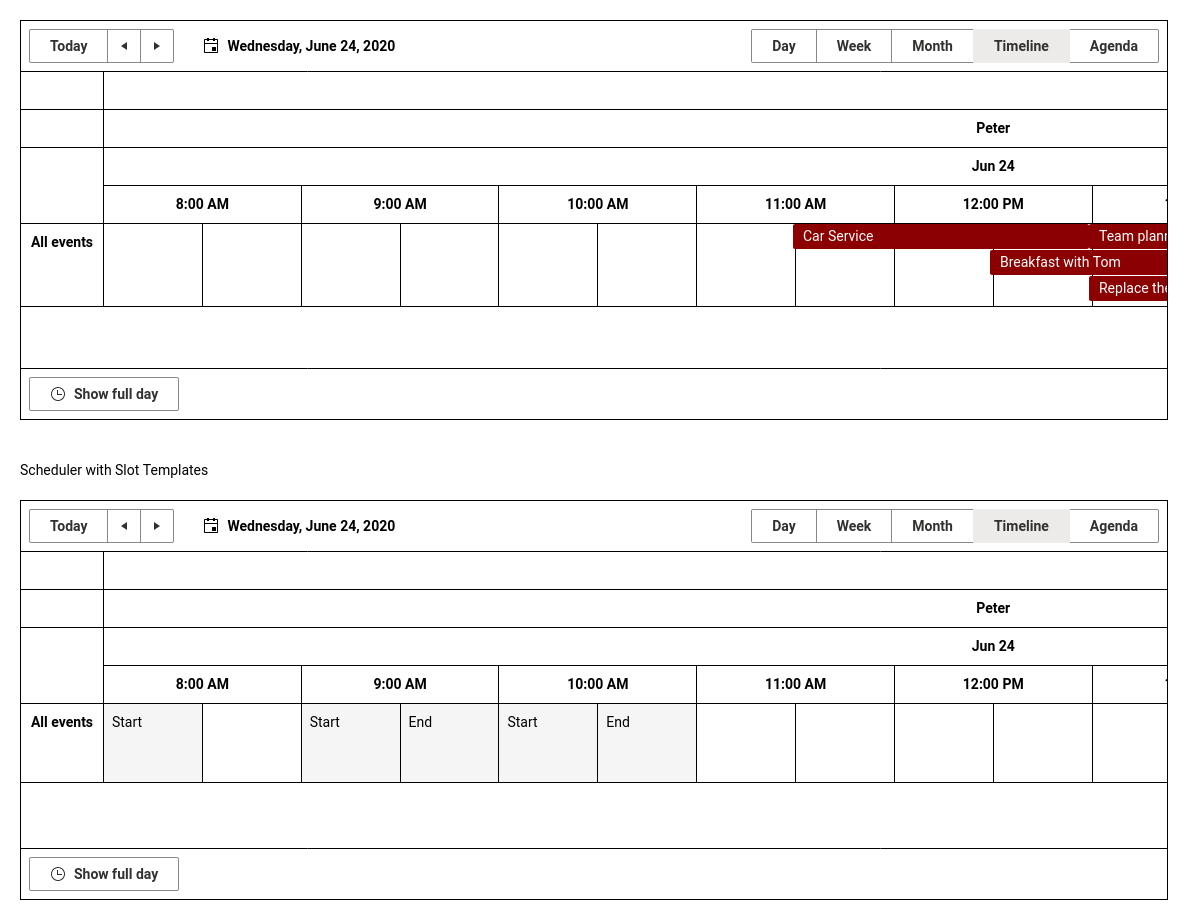 Today Wednesday, June 24, 2020 Day Week Month Timeline Agenda
Peter
Jun 24
8:00 AM 9:00 AM 10:00 AM 11:00 AM 12:00 PM
All events Car Service Team plann
Breakfast with Tom
Replace the
Show full day
Scheduler with Slot Templates
Today Wednesday, June 24, 2020 Day Week Month Timeline Agenda
Peter
Jun 24
8:00 AM 9:00 AM 10:00 AM 11:00 AM 12:00 PM
All events Start Start End Start End
Show full day